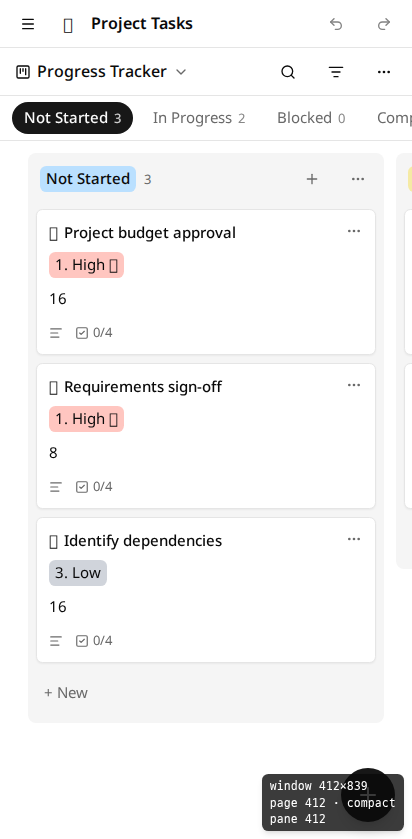 Project Tasks
Progress Tracker
Not Started 3 In Progress 2 Blocked 0 Comp
Not Started 3
Project budget approval
1. High
16
0/4
Requirements sign-off
1. High
8
0/4
Identify dependencies
3. Low
16
0/4
+ New
window 412×839
page 412 · compact
pane 412